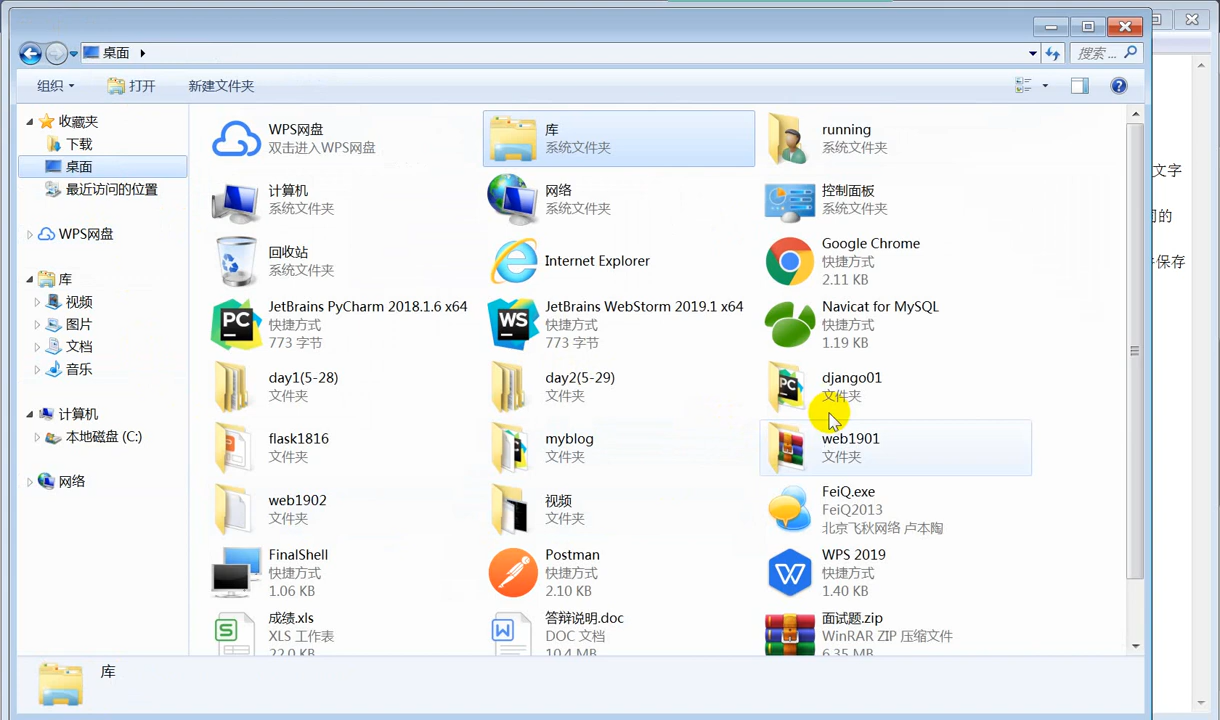 桌面
搜索 ...
组织
打开
新建文件夹
收藏夹
下载
桌面
最近访问的位置
WPS网盘
库
视频
图片
文档
音乐
计算机
本地磁盘 (C:)
网络
WPS网盘
双击进入WPS网盘
库
系统文件夹
running
系统文件夹
计算机
系统文件夹
网络
系统文件夹
控制面板
系统文件夹
回收站
系统文件夹
Internet Explorer
Google Chrome
快捷方式
2.11 KB
JetBrains PyCharm 2018.1.6 x64
快捷方式
773 字节
JetBrains WebStorm 2019.1 x64
快捷方式
773 字节
Navicat for MySQL
快捷方式
1.19 KB
day1(5-28)
文件夹
day2(5-29)
文件夹
django01
文件夹
flask1816
文件夹
myblog
文件夹
web1901
文件夹
web1902
文件夹
视频
文件夹
FeiQ.exe
FeiQ2013
北京飞秋网络 卢本陶
FinalShell
快捷方式
1.06 KB
Postman
快捷方式
2.10 KB
WPS 2019
快捷方式
1.40 KB
成绩.xls
XLS 工作表
22.0 KB
答辩说明.doc
DOC 文档
10.4 MB
面试题.zip
WinRAR ZIP 压缩文件
6.35 MB
库
文字
的
保存